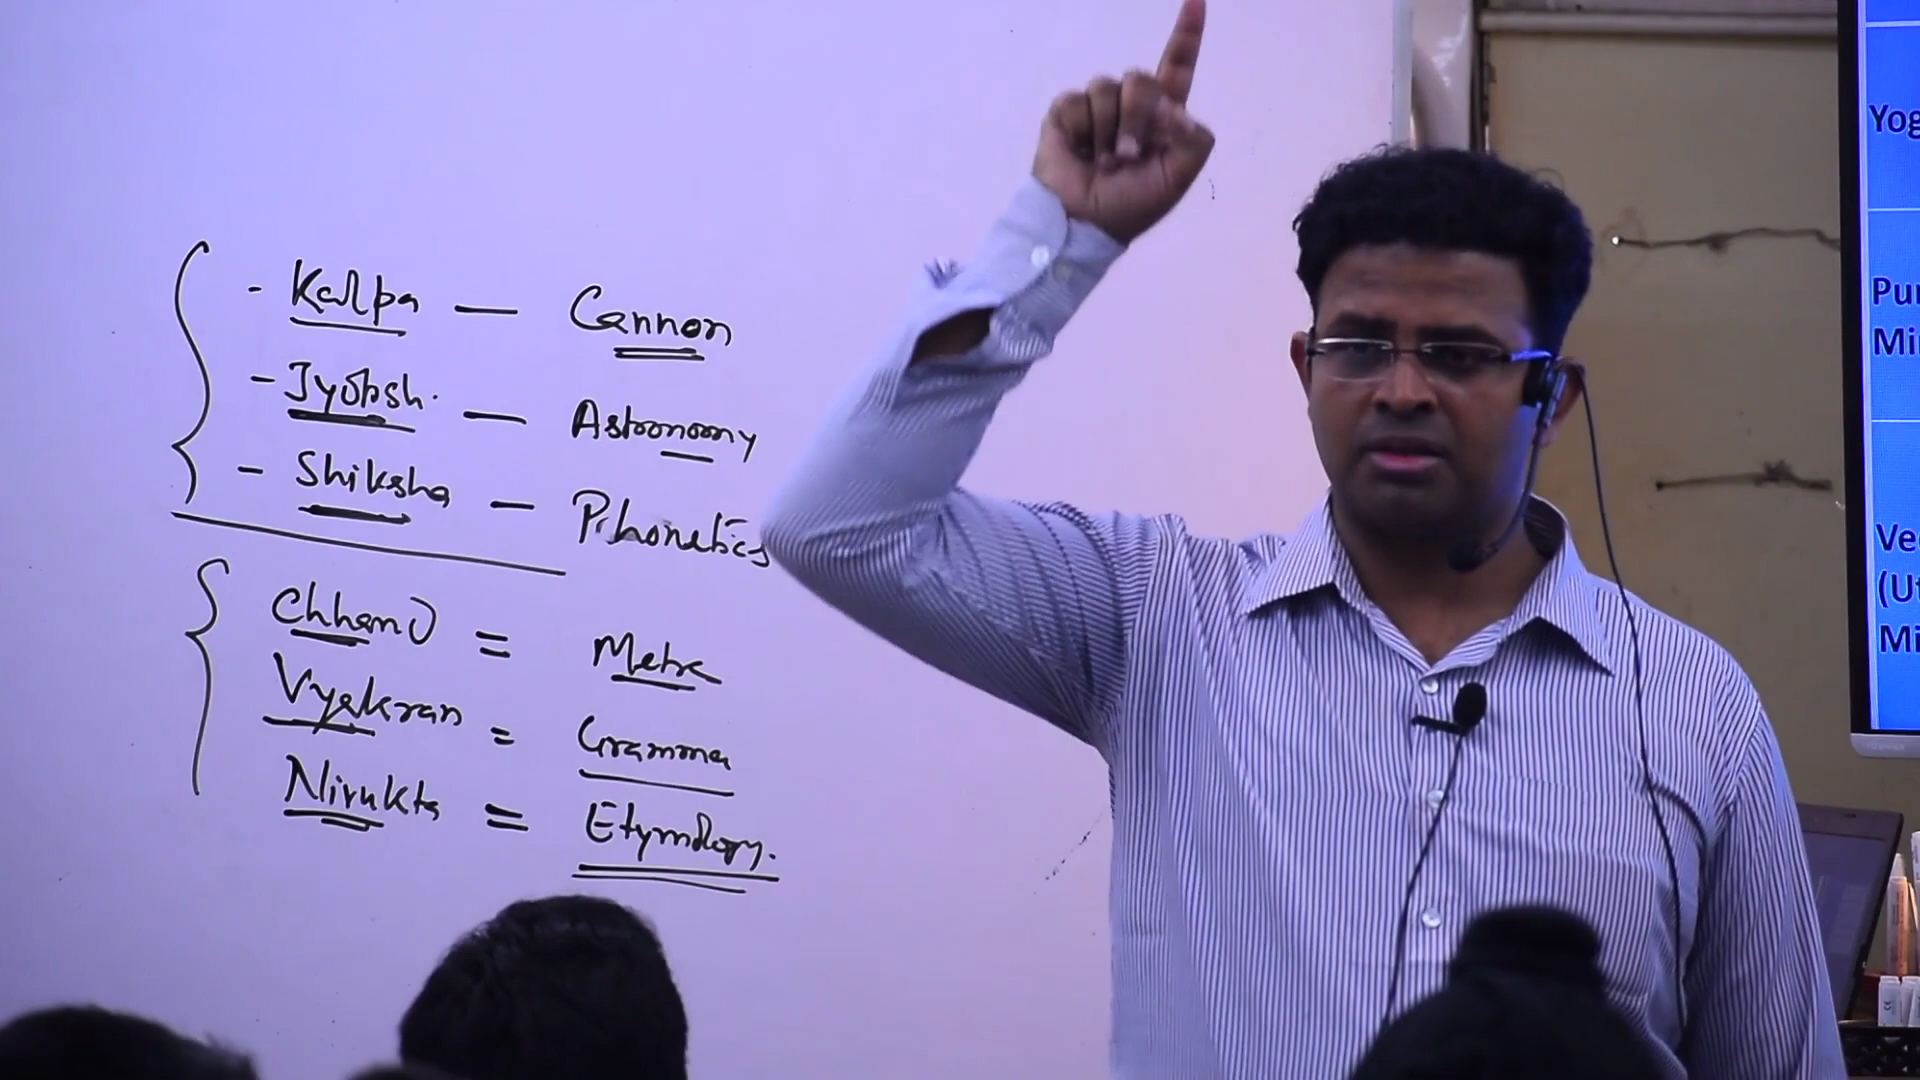 - Kalpa — Cannon
- Jyotish. — Astronomy
- Shiksha — Phonetics
Chhand = Metre
Vyakran = Grammar
Nirukta = Etymology.
Yog
Pur
Mi
Ve
(Ut
Mi